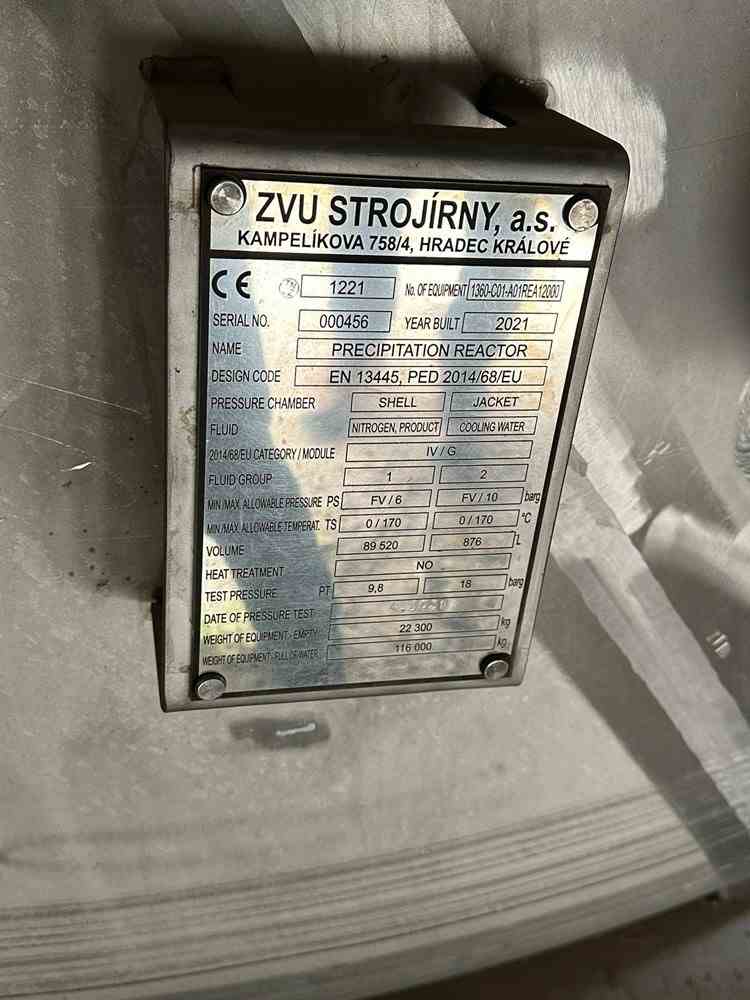 ZVU STROJÍRNY, a.s.
KAMPELÍKOVA 758/4, HRADEC KRÁLOVÉ
CE 1221 No. OF EQUIPMENT 1360-C01-A01REA12000
SERIAL NO. 000456 YEAR BUILT 2021
NAME PRECIPITATION REACTOR
DESIGN CODE EN 13445, PED 2014/68/EU
PRESSURE CHAMBER SHELL JACKET
FLUID NITROGEN, PRODUCT COOLING WATER
2014/68/EU CATEGORY / MODULE IV / G
FLUID GROUP 1 2
MIN./MAX. ALLOWABLE PRESSURE PS FV / 6 FV / 10 barg
MIN./MAX. ALLOWABLE TEMPERAT. TS 0 / 170 0 / 170 °C
VOLUME 89 520 876 L
HEAT TREATMENT NO
TEST PRESSURE PT 9,8 18 barg
DATE OF PRESSURE TEST
WEIGHT OF EQUIPMENT - EMPTY 22 300 kg
WEIGHT OF EQUIPMENT - FULL OF WATER 116 000 kg